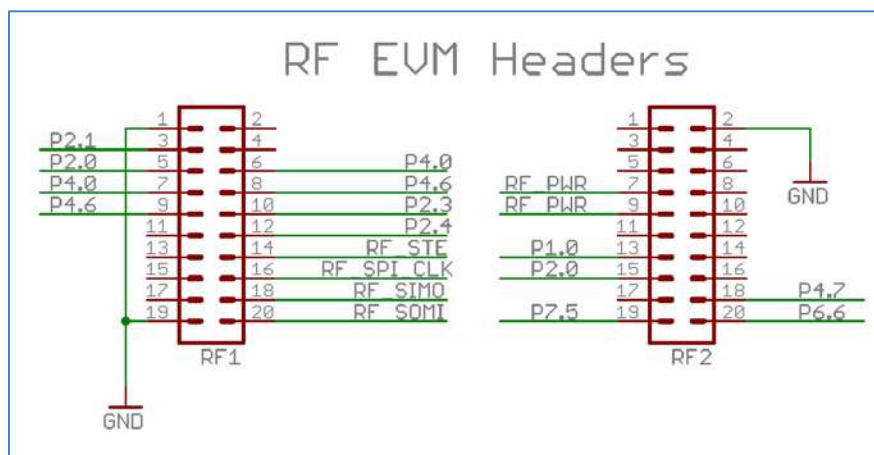 RF EVM Headers
1 2 1 2
P2.1 3 4 3 4
P2.0 5 6 P4.0 5 6
P4.0 7 8 P4.6 RF_PWR 7 8 GND
P4.6 9 10 P2.3 RF_PWR 9 10
11 12 P2.4 11 12
13 14 RF_STE P1.0 13 14
15 16 RF_SPI_CLK P2.0 15 16
17 18 RF_SIMO 17 18 P4.7
19 20 RF_SOMI P7.5 19 20 P6.6
RF1 RF2
GND